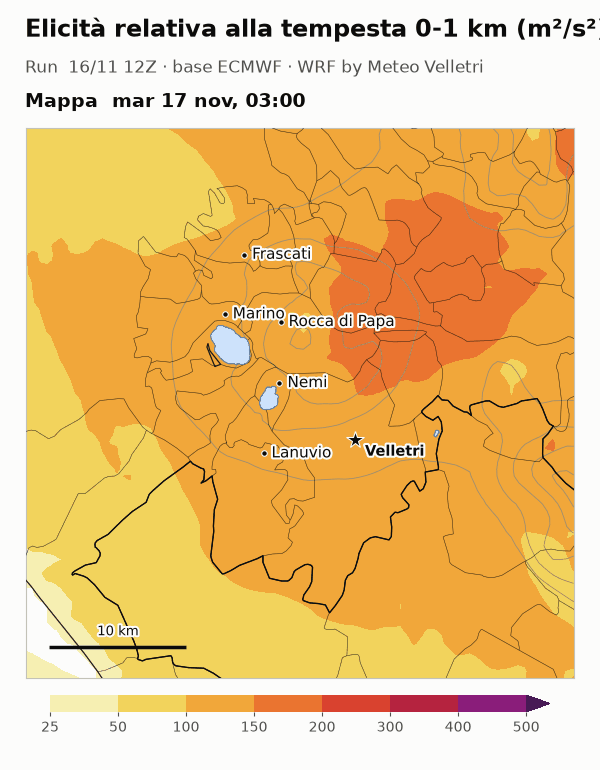 Elicità relativa alla tempesta 0-1 km (m²/s²)
Run 16/11 12Z · base ECMWF · WRF by Meteo Velletri
Mappa mar 17 nov, 03:00
Frascati
Marino
Rocca di Papa
Nemi
Velletri
Lanuvio
10 km
25 50 100 150 200 300 400 500